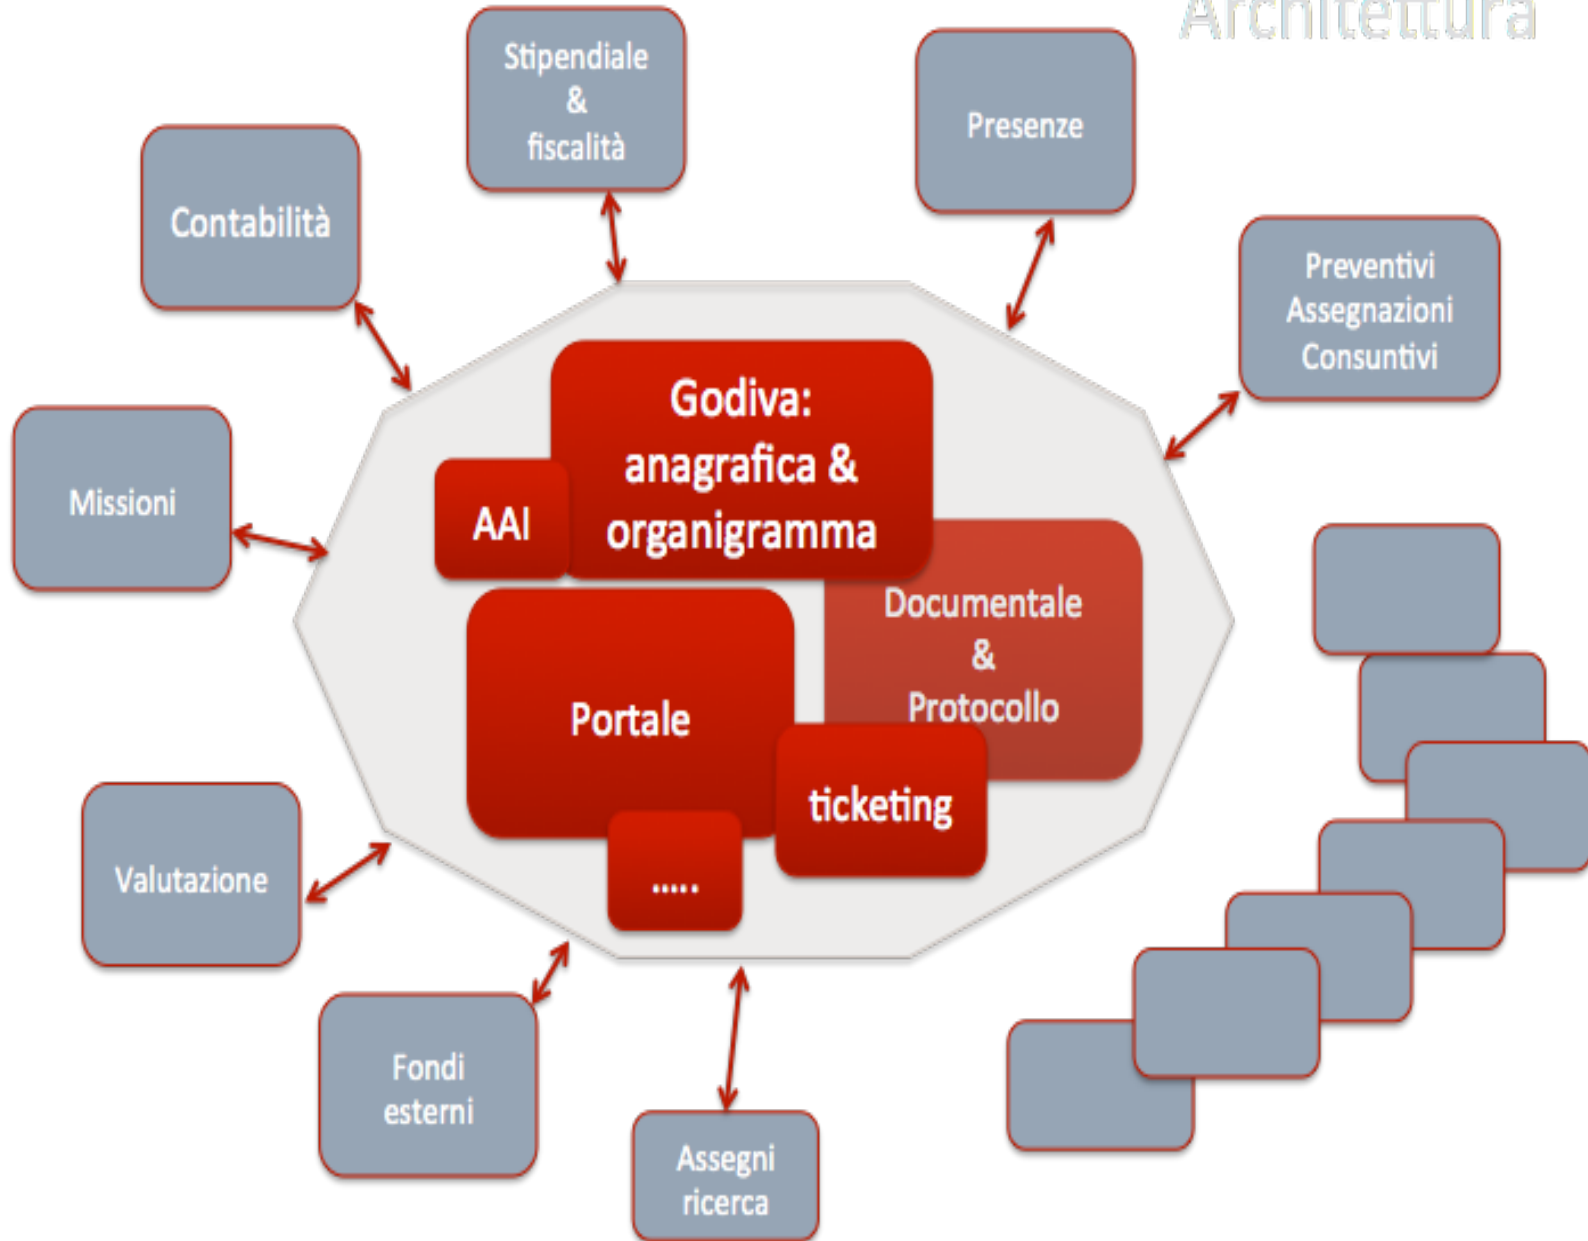 Architettura
Stipendiale
&
fiscalità
Presenze
Contabilità
Preventivi
Assegnazioni
Consuntivi
Godiva:
anagrafica &
organigramma
AAI
Missioni
Documentale
&
Protocollo
Portale
ticketing
.....
Valutazione
Fondi
esterni
Assegni
ricerca